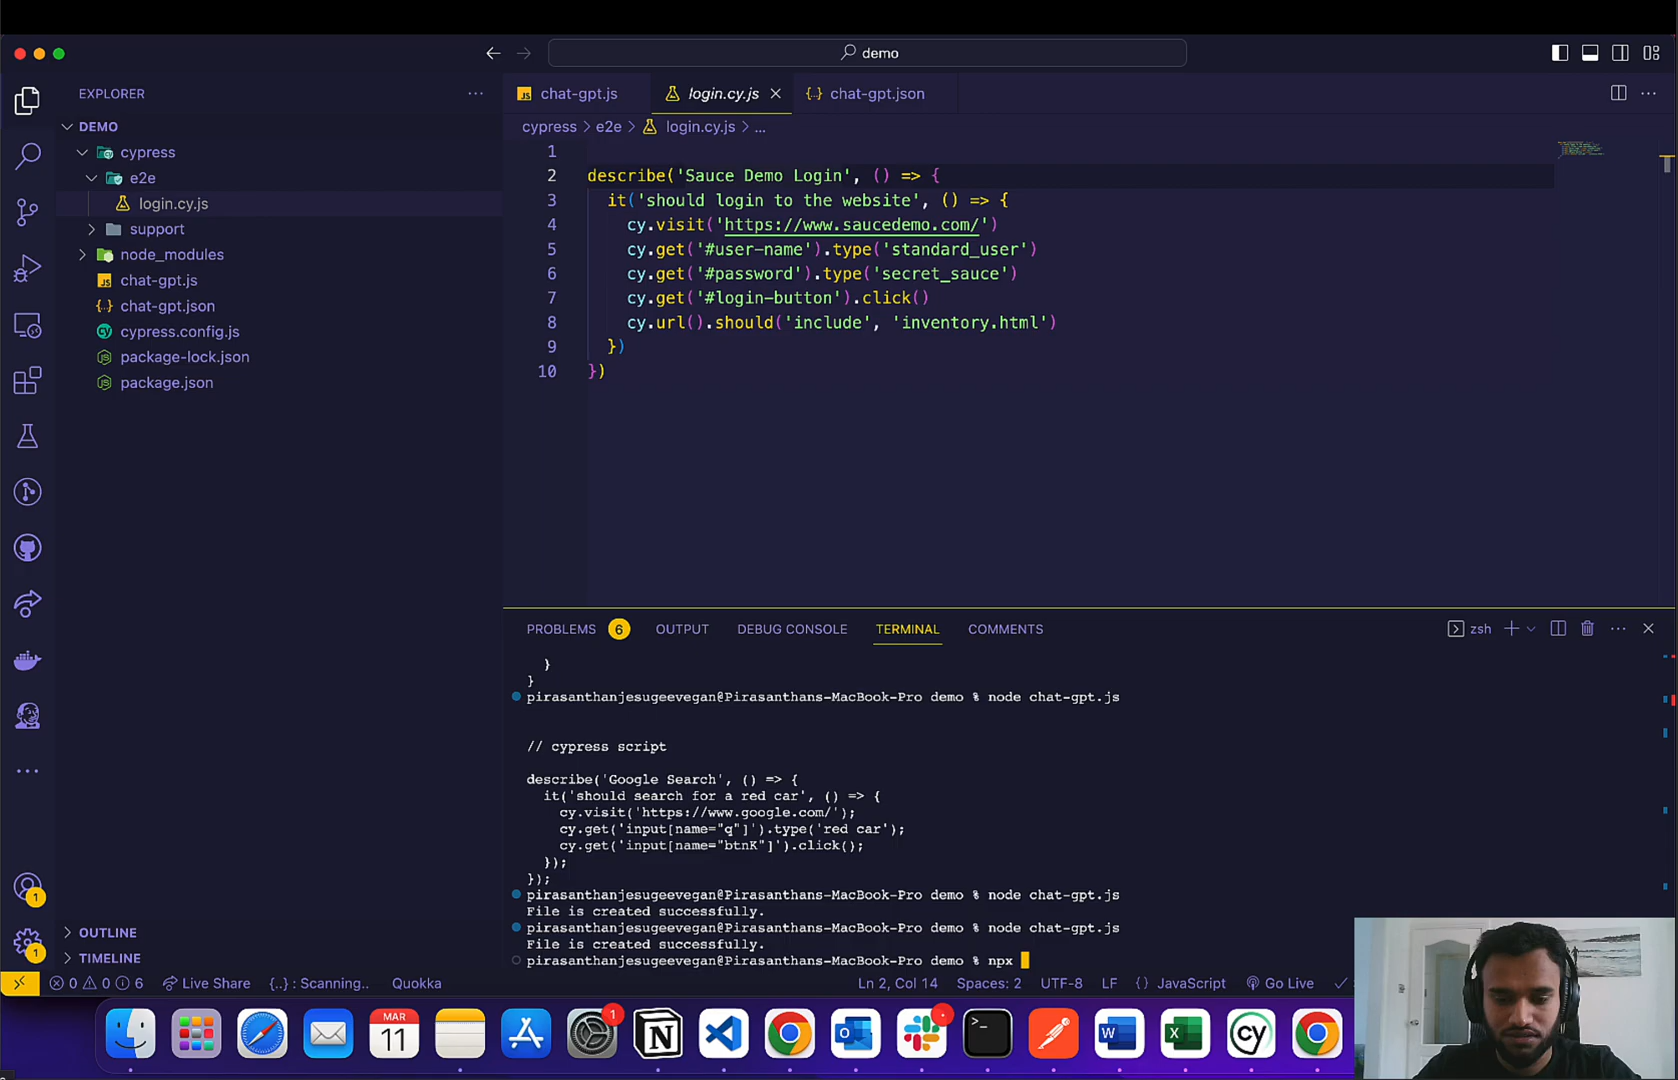 demo
EXPLORER
DEMO
cypress
e2e
login.cy.js
support
node_modules
chat-gpt.js
chat-gpt.json
cypress.config.js
package-lock.json
package.json
OUTLINE
TIMELINE
chat-gpt.js
login.cy.js
chat-gpt.json
cypress > e2e > login.cy.js > ...
1
2 describe('Sauce Demo Login', () => {
3 it('should login to the website', () => {
4 cy.visit('https://www.saucedemo.com/')
5 cy.get('#user-name').type('standard_user')
6 cy.get('#password').type('secret_sauce')
7 cy.get('#login-button').click()
8 cy.url().should('include', 'inventory.html')
9 })
10 })
PROBLEMS 6 OUTPUT DEBUG CONSOLE TERMINAL COMMENTS zsh
}
}
pirasanthanjesugeevegan@Pirasanthans-MacBook-Pro demo % node chat-gpt.js
// cypress script
describe('Google Search', () => {
it('should search for a red car', () => {
cy.visit('https://www.google.com/');
cy.get('input[name="q"]').type('red car');
cy.get('input[name="btnK"]').click();
});
});
pirasanthanjesugeevegan@Pirasanthans-MacBook-Pro demo % node chat-gpt.js
File is created successfully.
pirasanthanjesugeevegan@Pirasanthans-MacBook-Pro demo % node chat-gpt.js
File is created successfully.
pirasanthanjesugeevegan@Pirasanthans-MacBook-Pro demo % npx
1
1
0 0 6 Live Share {..} : Scanning.. Quokka Ln 2, Col 14 Spaces: 2 UTF-8 LF {} JavaScript Go Live
MAR
11
1
N
>_
W
X
cy